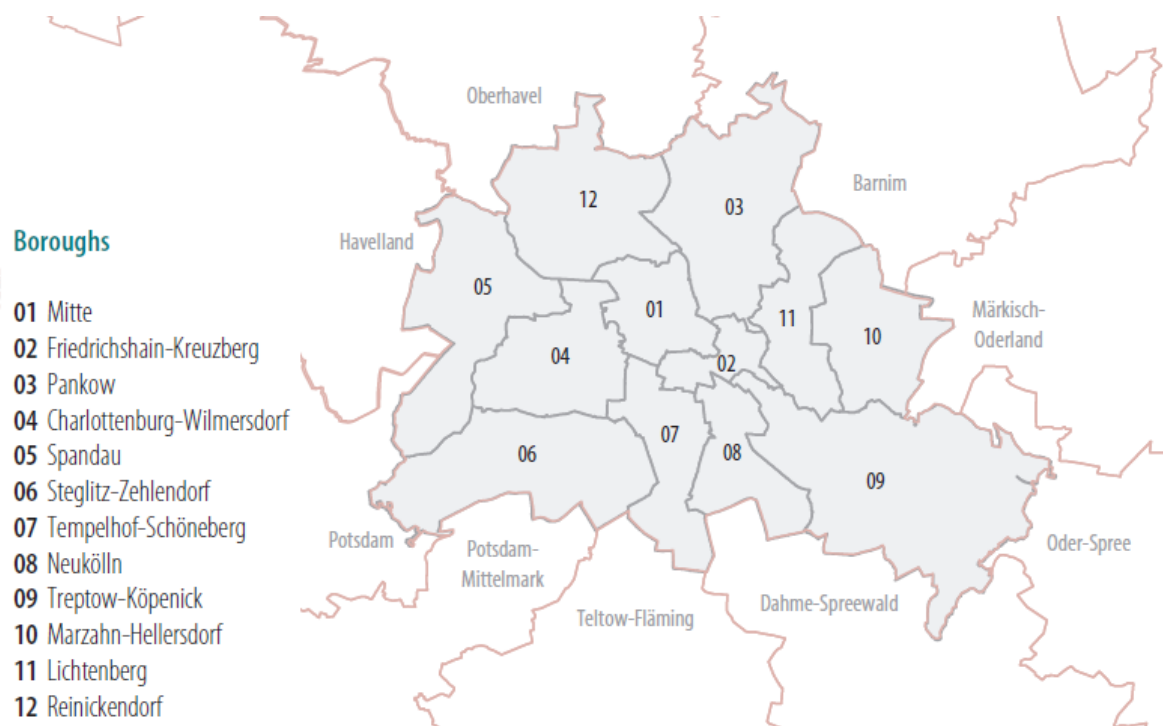 Boroughs
01 Mitte
02 Friedrichshain-Kreuzberg
03 Pankow
04 Charlottenburg-Wilmersdorf
05 Spandau
06 Steglitz-Zehlendorf
07 Tempelhof-Schöneberg
08 Neukölln
09 Treptow-Köpenick
10 Marzahn-Hellersdorf
11 Lichtenberg
12 Reinickendorf
Oberhavel
Barnim
12
03
Havelland
05
01
11
Märkisch-
Oderland
10
04
02
07
06
08
09
Potsdam
Potsdam-
Mittelmark
Oder-Spree
Teltow-Fläming
Dahme-Spreewald